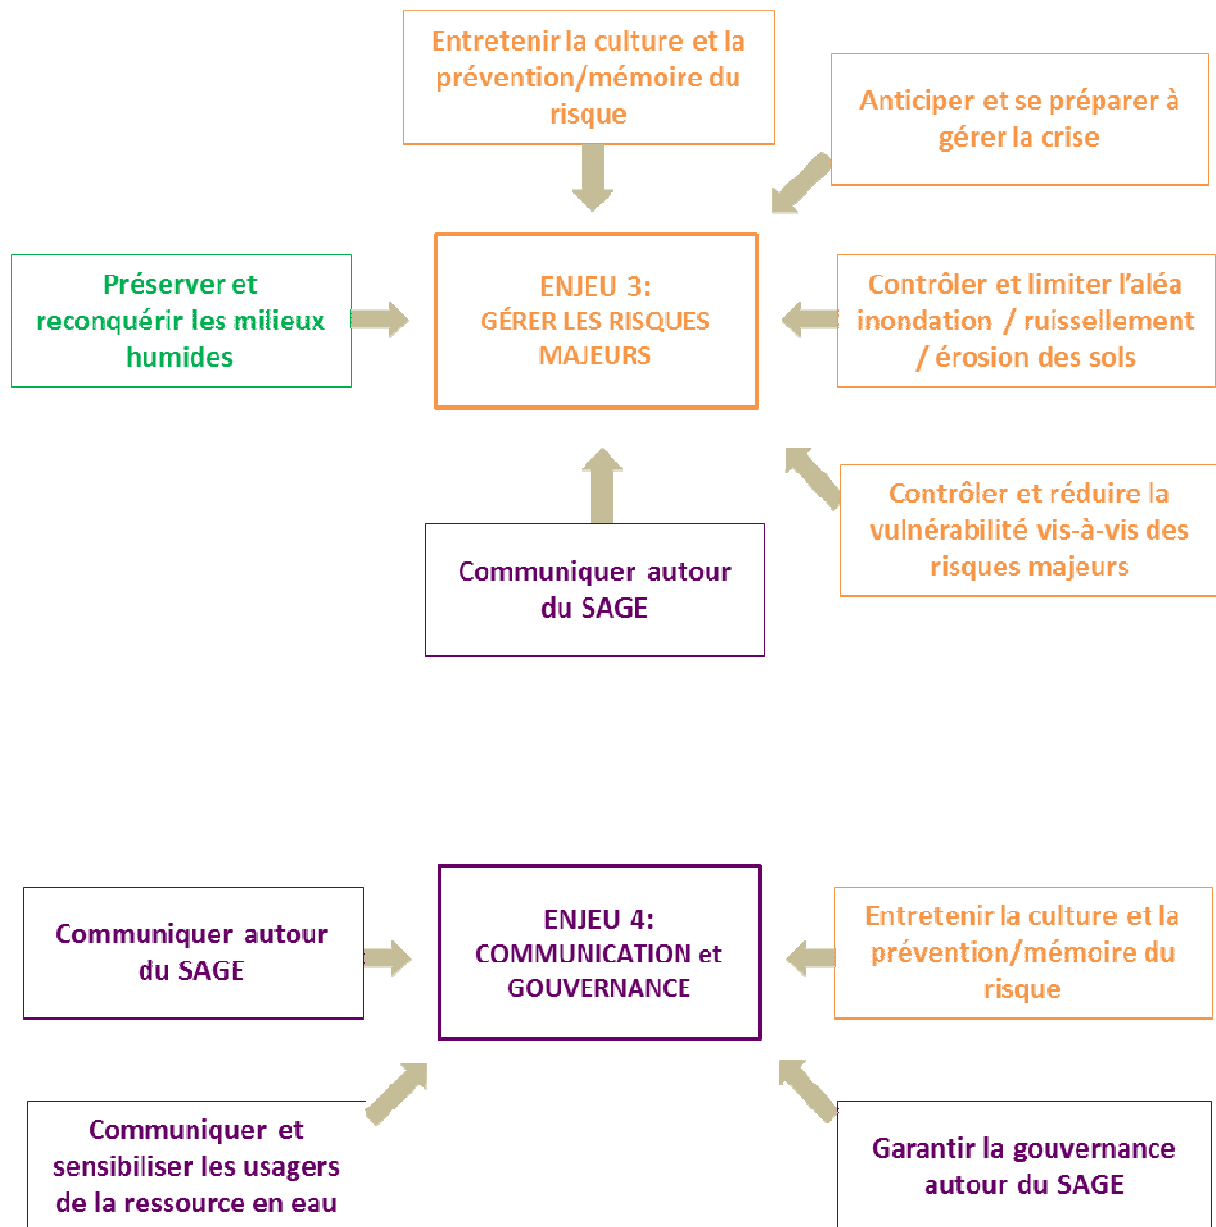 Entretenir la culture et la
prévention/mémoire du
risque
Anticiper et se préparer à
gérer la crise
Préserver et
reconquérir les milieux
humides
ENJEU 3:
GÉRER LES RISQUES
MAJEURS
Contrôler et limiter l’aléa
inondation / ruissellement
/ érosion des sols
Communiquer autour
du SAGE
Contrôler et réduire la
vulnérabilité vis-à-vis des
risques majeurs
Communiquer autour
du SAGE
ENJEU 4:
COMMUNICATION et
GOUVERNANCE
Entretenir la culture et la
prévention/mémoire du
risque
Communiquer et
sensibiliser les usagers
de la ressource en eau
Garantir la gouvernance
autour du SAGE